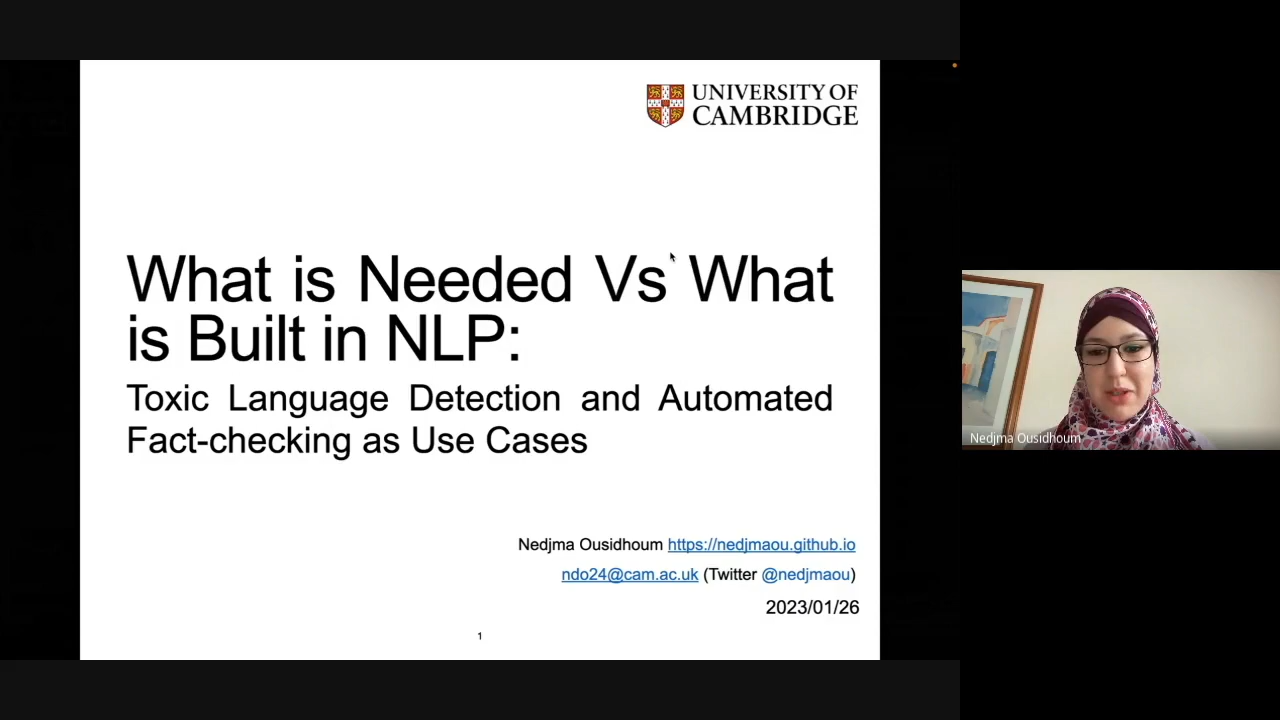 UNIVERSITY OF
CAMBRIDGE
What is Needed Vs What
is Built in NLP:
Toxic Language Detection and Automated
Fact-checking as Use Cases
Nedjma Ousidhoum https://nedjmaou.github.io
ndo24@cam.ac.uk (Twitter @nedjmaou)
2023/01/26
1
Nedjma Ousidhoum